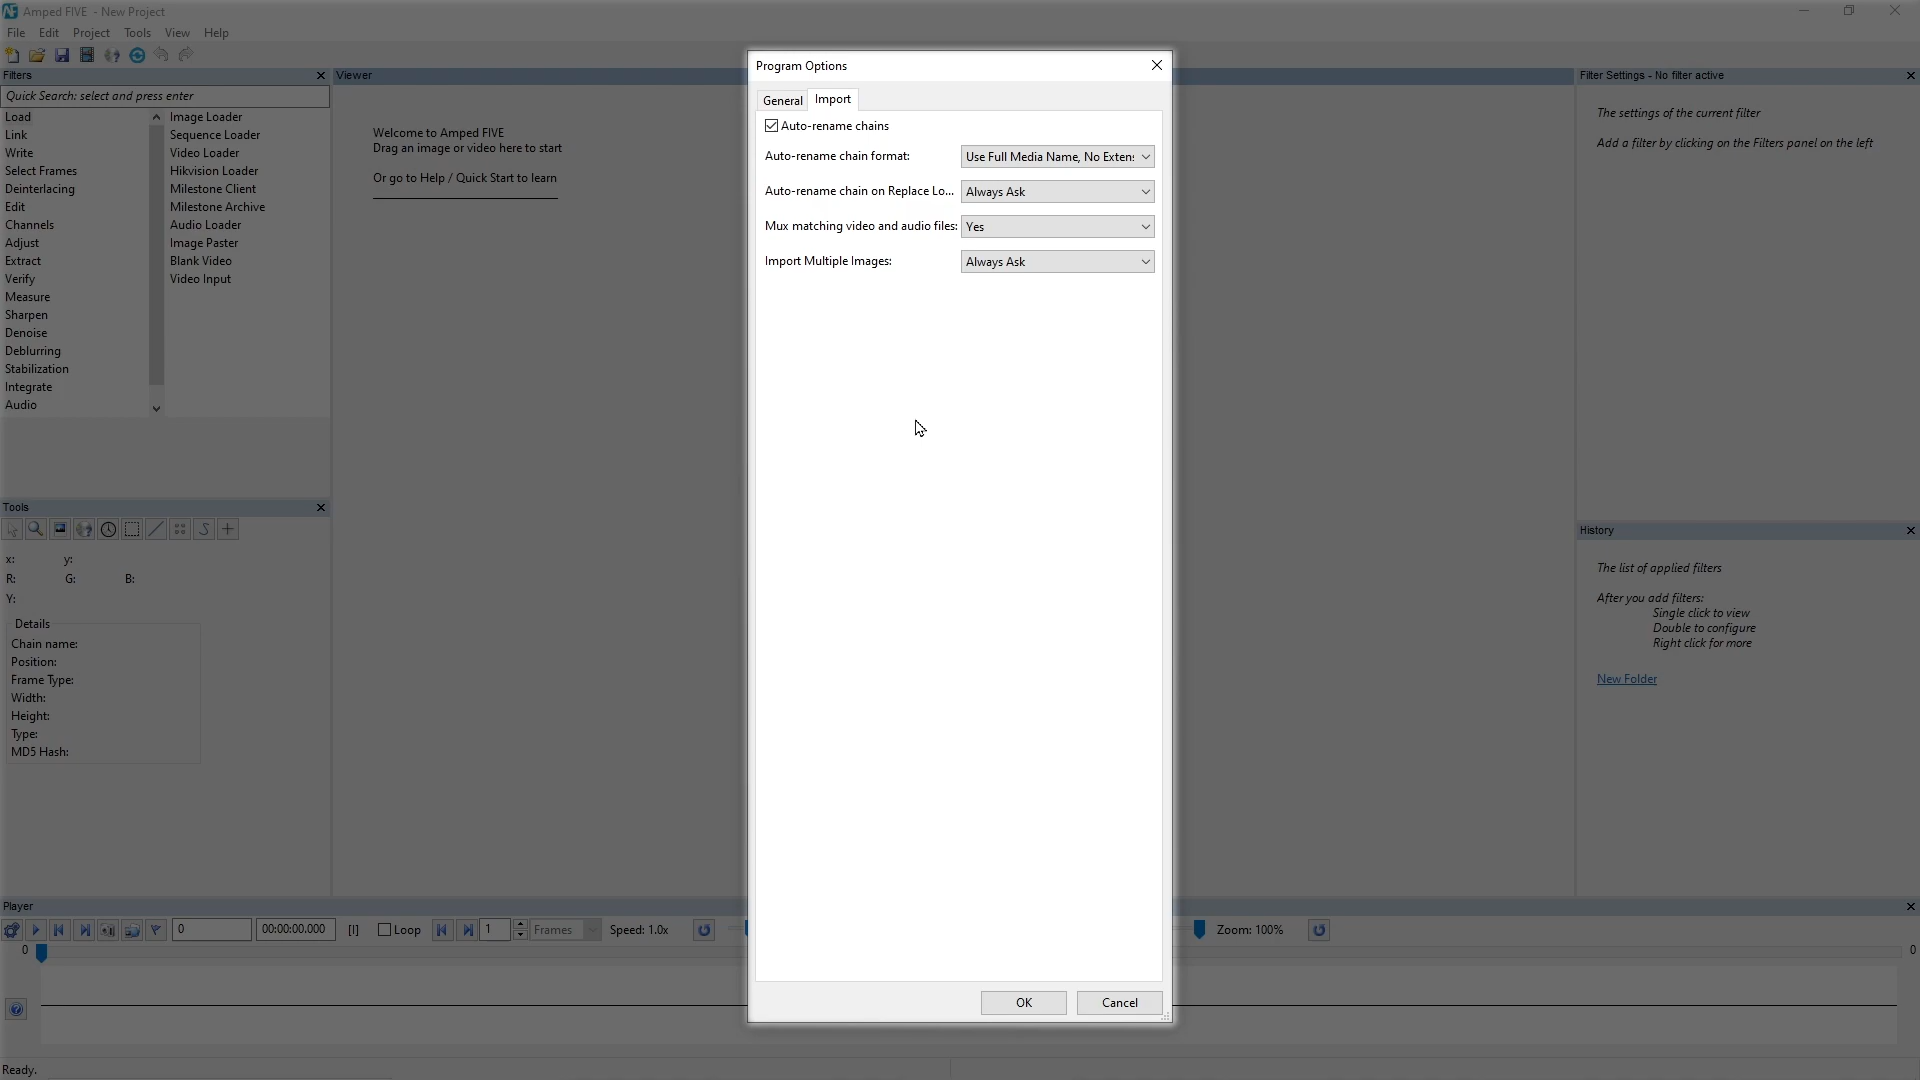 Amped FIVE - New Project
File Edit Project Tools View Help
Filters
Quick Search: select and press enter
Load
Link
Write
Select Frames
Deinterlacing
Edit
Channels
Adjust
Extract
Verify
Measure
Sharpen
Denoise
Deblurring
Stabilization
Integrate
Audio
Image Loader
Sequence Loader
Video Loader
Hikvision Loader
Milestone Client
Milestone Archive
Audio Loader
Image Paster
Blank Video
Video Input
Viewer
Welcome to Amped FIVE
Drag an image or video here to start
Or go to Help / Quick Start to learn
Program Options
General Import
Auto-rename chains
Auto-rename chain format: Use Full Media Name, No Exten:
Auto-rename chain on Replace Lo... Always Ask
Mux matching video and audio files: Yes
Import Multiple Images: Always Ask
OK Cancel
Filter Settings - No filter active
The settings of the current filter
Add a filter by clicking on the Filters panel on the left
History
The list of applied filters
After you add filters:
Single click to view
Double to configure
Right click for more
New Folder
Tools
x: y:
R: G: B:
Y:
Details
Chain name:
Position:
Frame Type:
Width:
Height:
Type:
MD5 Hash:
Player
0 00:00:00.000 [I] Loop 1 Frames Speed: 1.0x Zoom: 100%
0 0
Ready.